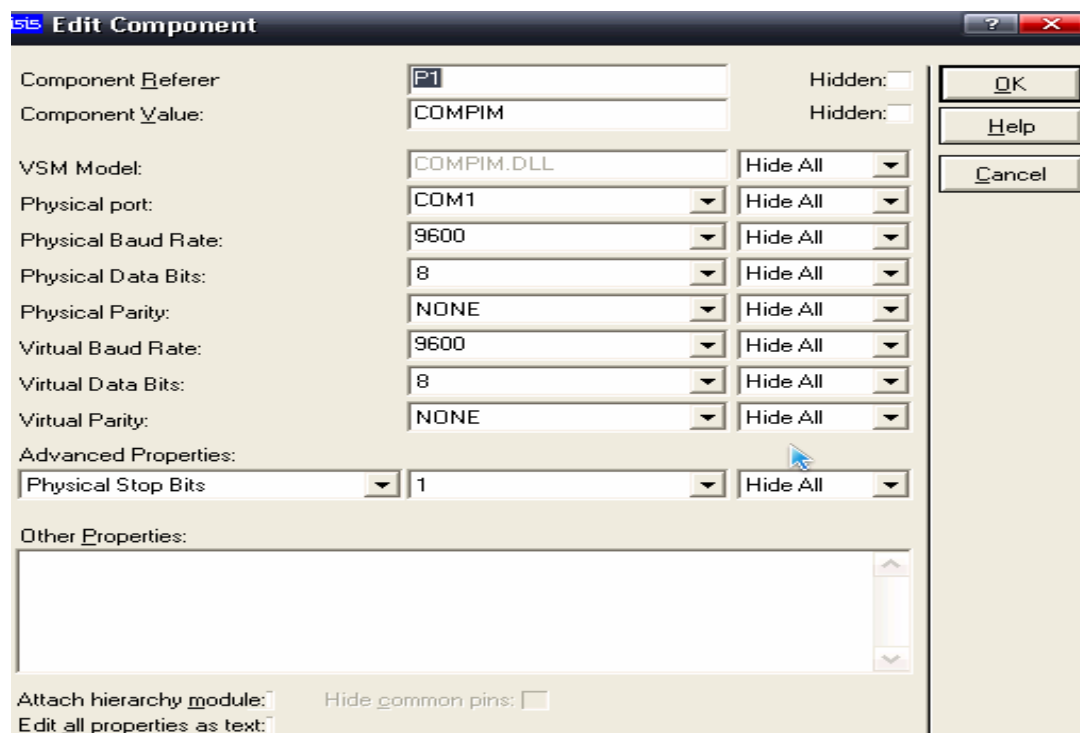 isis Edit Component ?
Component Referer P1 Hidden: OK
Component Value: COMPIM Hidden: Help
VSM Model: COMPIM.DLL Hide All Cancel
Physical port: COM1 Hide All
Physical Baud Rate: 9600 Hide All
Physical Data Bits: 8 Hide All
Physical Parity: NONE Hide All
Virtual Baud Rate: 9600 Hide All
Virtual Data Bits: 8 Hide All
Virtual Parity: NONE Hide All
Advanced Properties:
Physical Stop Bits 1 Hide All
Other Properties:
Attach hierarchy module: Hide common pins:
Edit all properties as text: